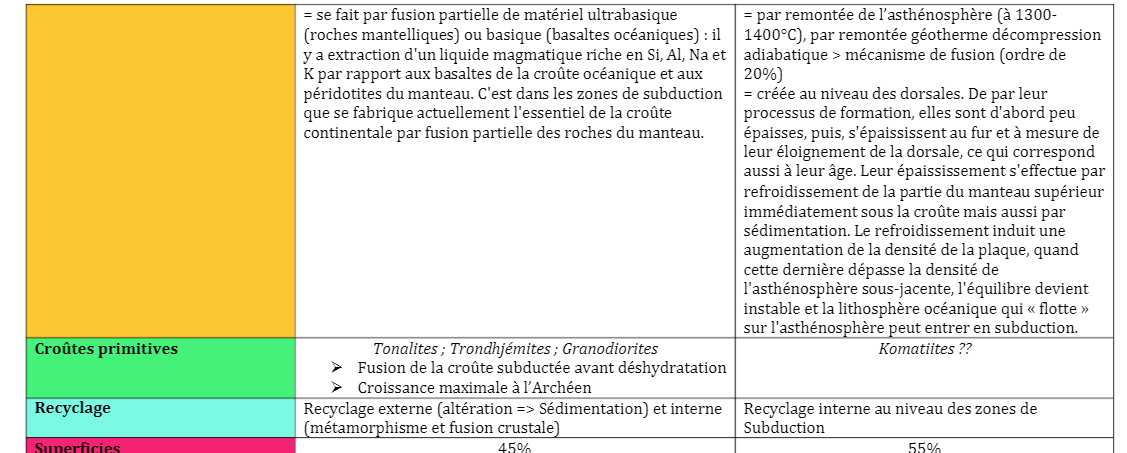 = se fait par fusion partielle de matériel ultrabasique
(roches mantelliques) ou basique (basaltes océaniques) : il
y a extraction d'un liquide magmatique riche en Si, Al, Na et
K par rapport aux basaltes de la croûte océanique et aux
péridotites du manteau. C'est dans les zones de subduction
que se fabrique actuellement l'essentiel de la croûte
continentale par fusion partielle des roches du manteau.
= par remontée de l’asthénosphère (à 1300-
1400°C), par remontée géotherme décompression
adiabatique > mécanisme de fusion (ordre de
20%)
= créée au niveau des dorsales. De par leur
processus de formation, elles sont d'abord peu
épaisses, puis, s'épaississent au fur et à mesure de
leur éloignement de la dorsale, ce qui correspond
aussi à leur âge. Leur épaississement s'effectue par
refroidissement de la partie du manteau supérieur
immédiatement sous la croûte mais aussi par
sédimentation. Le refroidissement induit une
augmentation de la densité de la plaque, quand
cette dernière dépasse la densité de
l'asthénosphère sous-jacente, l'équilibre devient
instable et la lithosphère océanique qui « flotte »
sur l'asthénosphère peut entrer en subduction.
Croûtes primitives
Tonalites ; Trondhjémites ; Granodiorites
➢ Fusion de la croûte subductée avant déshydratation
➢ Croissance maximale à l’Archéen
Komatiites ??
Recyclage
Recyclage externe (altération => Sédimentation) et interne
(métamorphisme et fusion crustale)
Recyclage interne au niveau des zones de
Subduction
Superficies
45%
55%